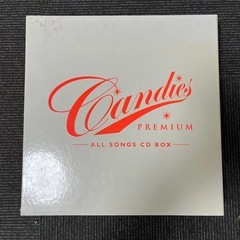 Candies
PREMIUM
—ALL SONGS CD BOX—